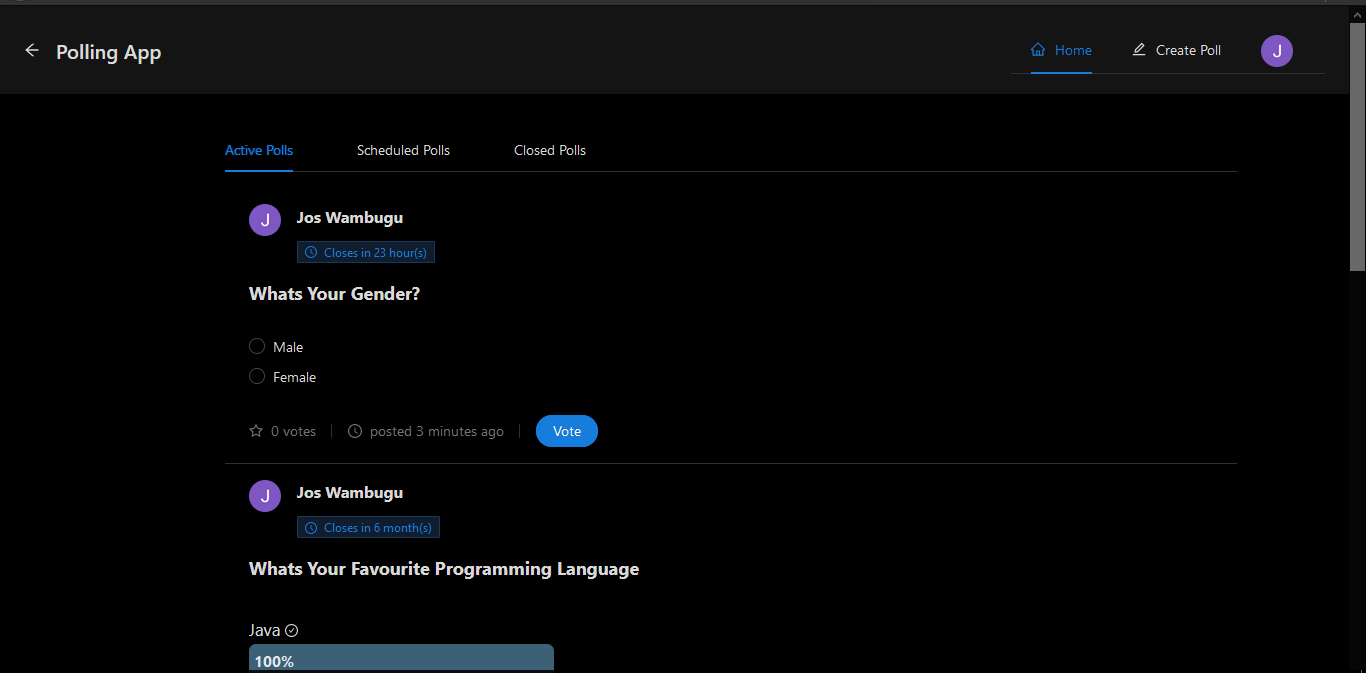 Polling App
Home
Create Poll
J
Active Polls
Scheduled Polls
Closed Polls
J
Jos Wambugu
Closes in 23 hour(s)
Whats Your Gender?
Male
Female
0 votes
posted 3 minutes ago
Vote
J
Jos Wambugu
Closes in 6 month(s)
Whats Your Favourite Programming Language
Java
100%